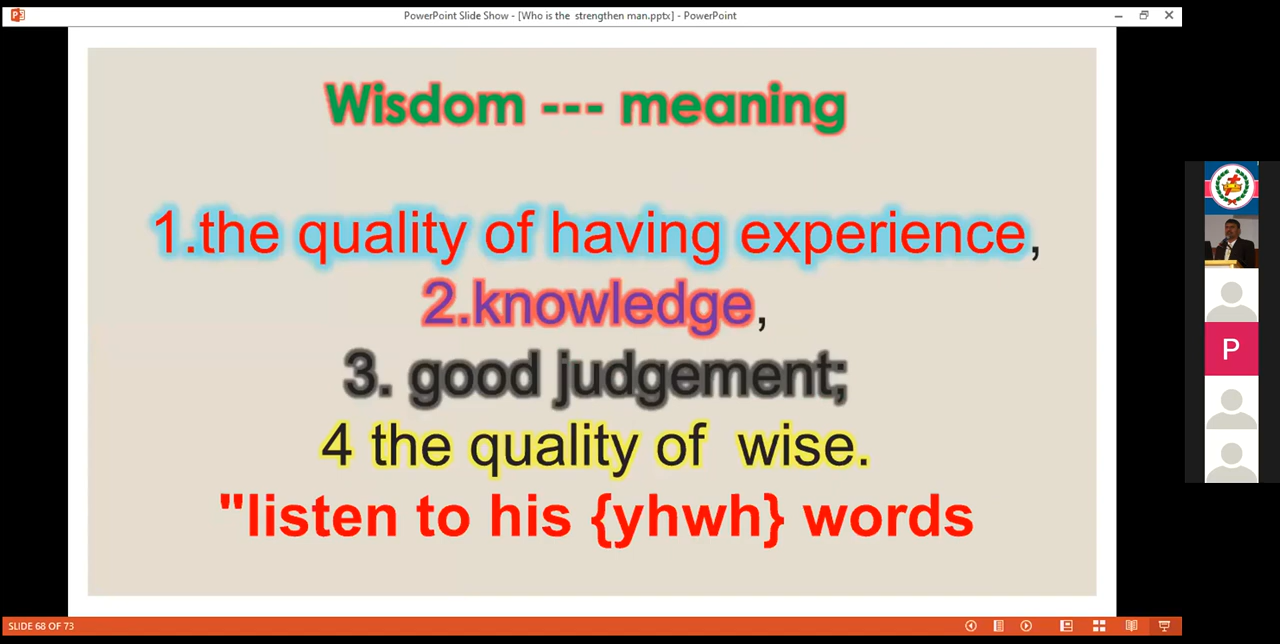 PowerPoint Slide Show - [Who is the  strengthen man.pptx] - PowerPoint
Wisdom --- meaning
1.the quality of having experience,
2.knowledge,
3. good judgement;
4 the quality of  wise.
"listen to his {yhwh} words
P
SLIDE 68 OF 73